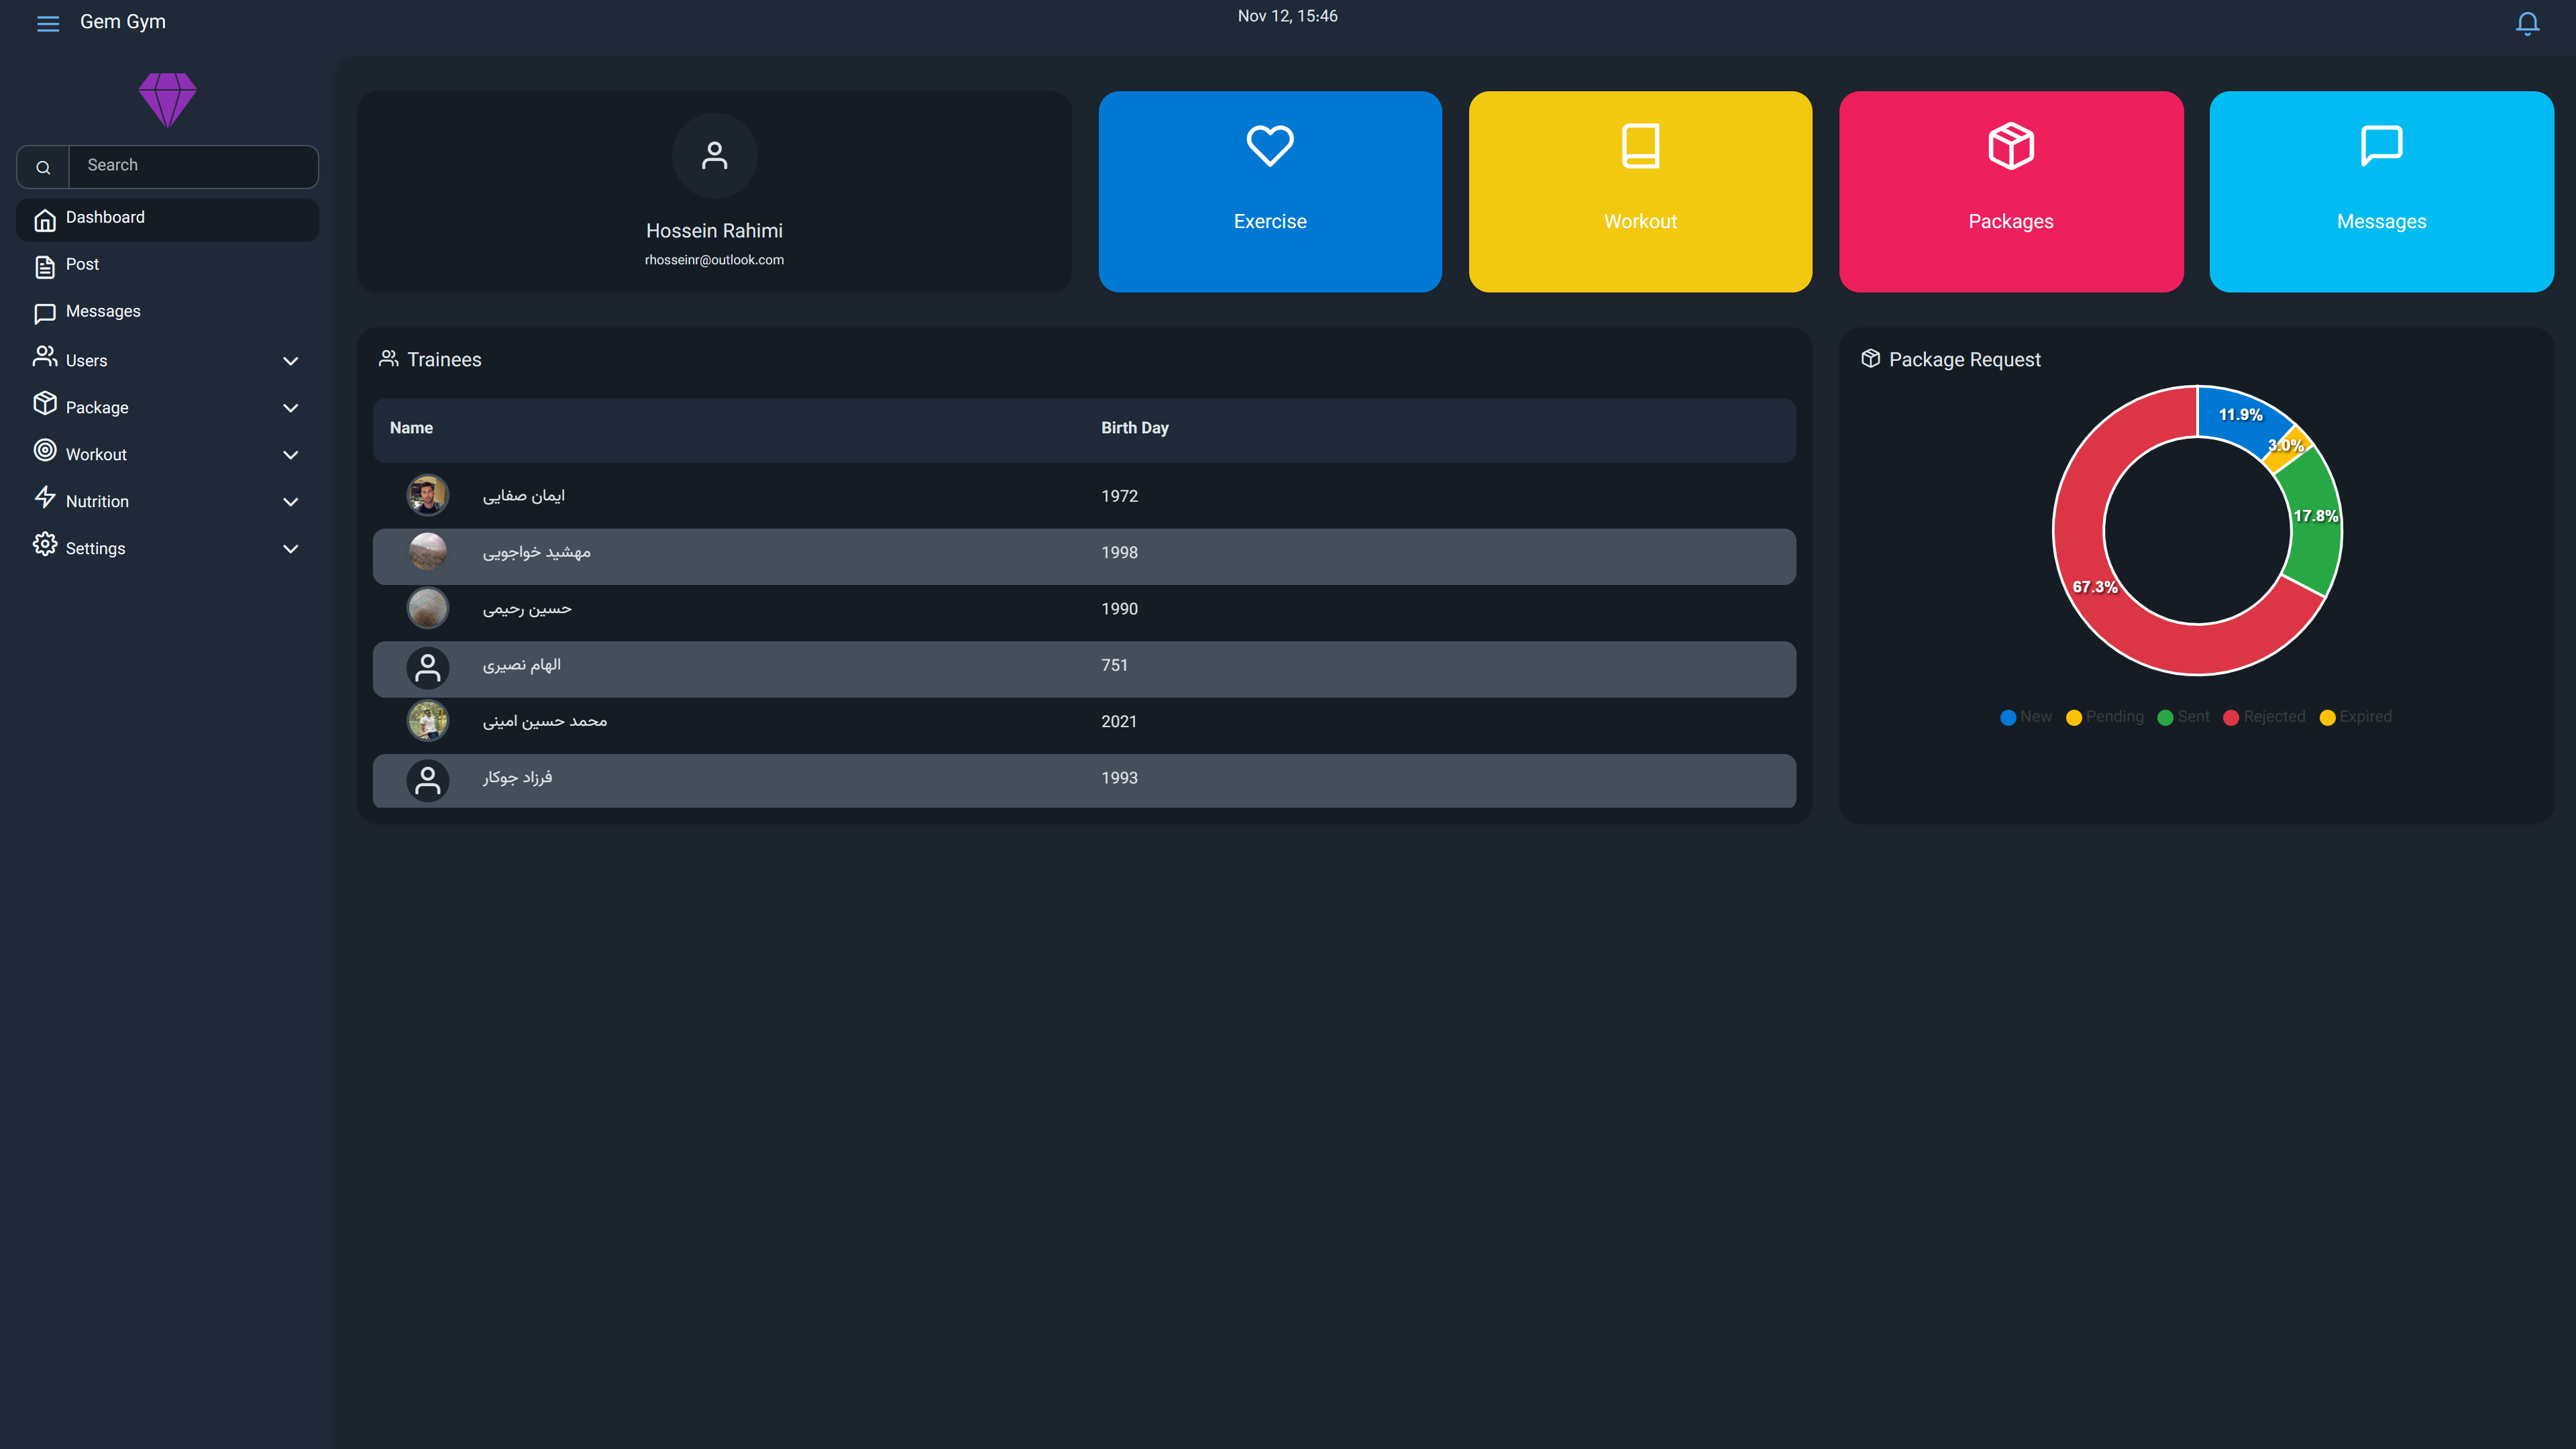 Gem Gym
Nov 12, 15:46
Search
Dashboard
Post
Messages
Users
Package
Workout
Nutrition
Settings
Hossein Rahimi
rhosseinr@outlook.com
Exercise
Workout
Packages
Messages
Trainees
Name Birth Day
ایمان صفایی 1972
مهشید خواجویی 1998
حسین رحیمی 1990
الهام نصیری 751
محمد حسین امینی 2021
فرزاد جوکار 1993
Package Request
11.9%
3.0%
17.8%
67.3%
New Pending Sent Rejected Expired